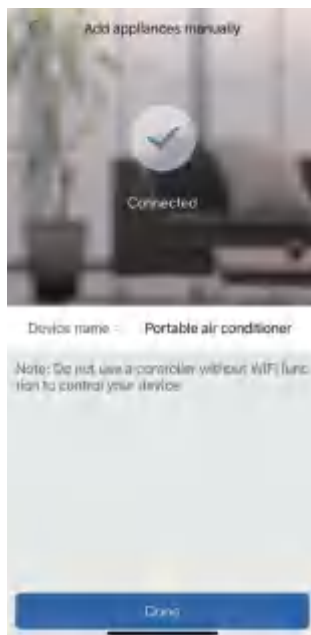 Add appliances manually
Connected
Device name Portable air conditioner
Note: Do not use a controller without WiFi func
tion to control your device
Done